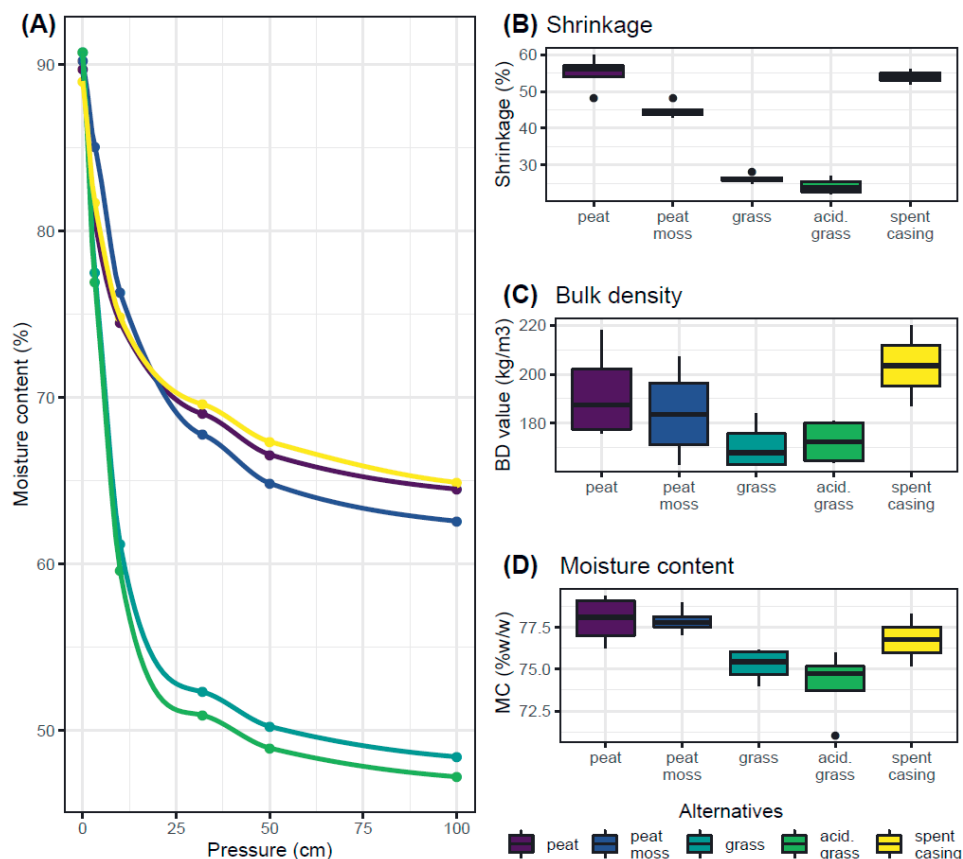 (A)
Moisture content (%)
90
80
70
60
50
0
25
50
75
100
Pressure (cm)
(B) Shrinkage
Shrinkage (%)
60
50
40
30
peat
peat
moss
grass
acid.
grass
spent
casing
(C) Bulk density
BD value (kg/m3)
220
200
180
peat
peat
moss
grass
acid.
grass
spent
casing
(D) Moisture content
MC (%w/w)
77.5
75.0
72.5
peat
peat
moss
grass
acid.
grass
spent
casing
Alternatives
peat
peat
moss
grass
acid.
grass
spent
casing